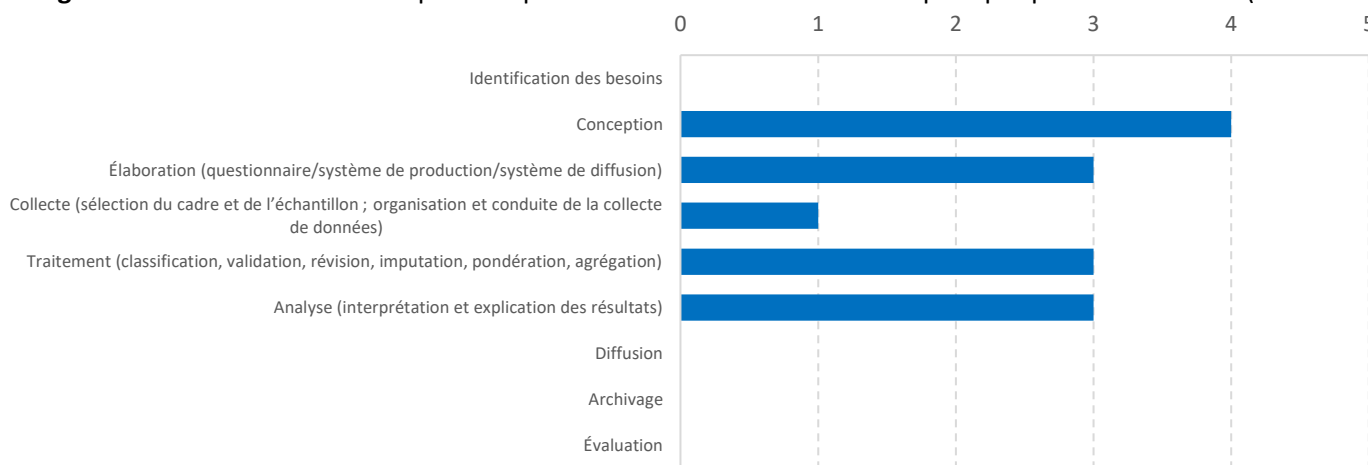 0 1 2 3 4 5
Identification des besoins
Conception
Élaboration (questionnaire/système de production/système de diffusion)
Collecte (sélection du cadre et de l’échantillon ; organisation et conduite de la collecte
de données)
Traitement (classification, validation, révision, imputation, pondération, agrégation)
Analyse (interprétation et explication des résultats)
Diffusion
Archivage
Évaluation